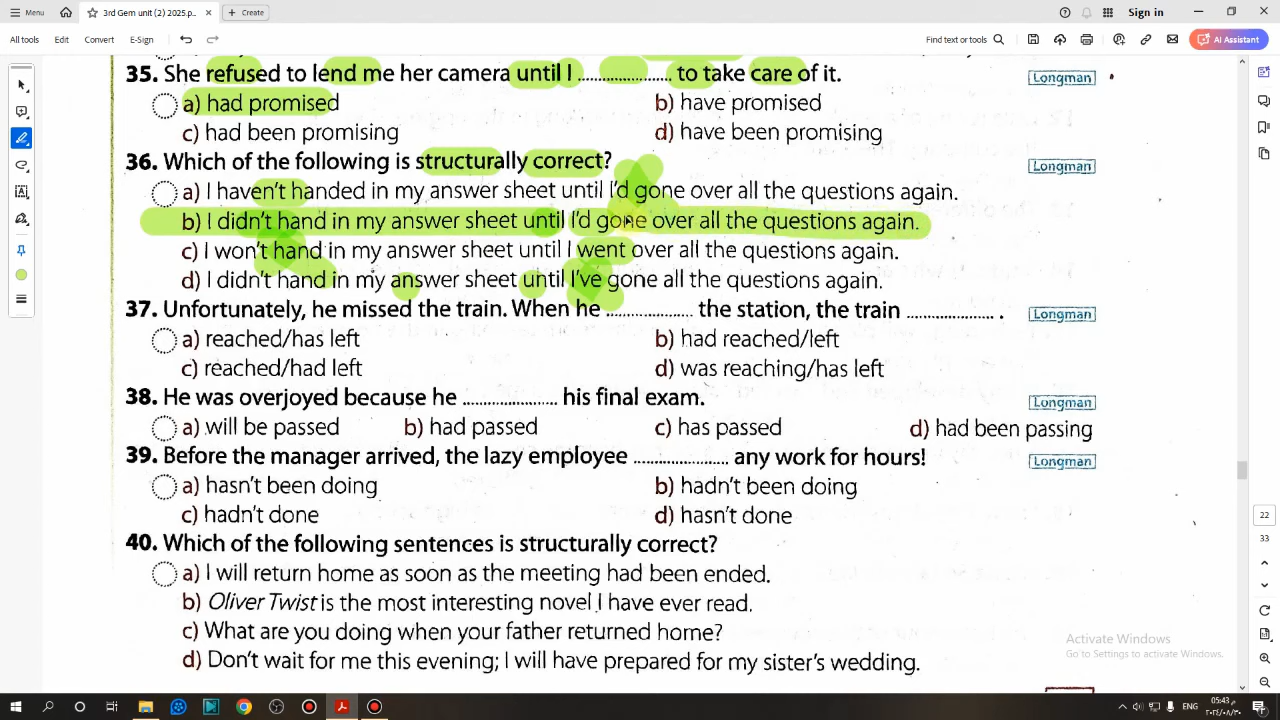 Menu
3rd Gem unit (2) 2025.p...
Create
Sign in
All tools Edit Convert E-Sign
Find text or tools
AI Assistant
35. She refused to lend me her camera until I ...................... to take care of it. Longman
a) had promised b) have promised
c) had been promising d) have been promising
36. Which of the following is structurally correct? Longman
a) I haven't handed in my answer sheet until I'd gone over all the questions again.
b) I didn't hand in my answer sheet until I'd gone over all the questions again.
c) I won't hand in my answer sheet until I went over all the questions again.
d) I didn't hand in my answer sheet until I've gone all the questions again.
37. Unfortunately, he missed the train. When he .................... the station, the train .................... . Longman
a) reached/has left b) had reached/left
c) reached/had left d) was reaching/has left
38. He was overjoyed because he ...................... his final exam. Longman
a) will be passed b) had passed c) has passed d) had been passing
39. Before the manager arrived, the lazy employee ...................... any work for hours! Longman
a) hasn't been doing b) hadn't been doing
c) hadn't done d) hasn't done
40. Which of the following sentences is structurally correct?
a) I will return home as soon as the meeting had been ended.
b) Oliver Twist is the most interesting novel I have ever read.
c) What are you doing when your father returned home?
d) Don't wait for me this evening; I will have prepared for my sister's wedding.
22
33
Activate Windows
Go to Settings to activate Windows.
ENG
05:43 م